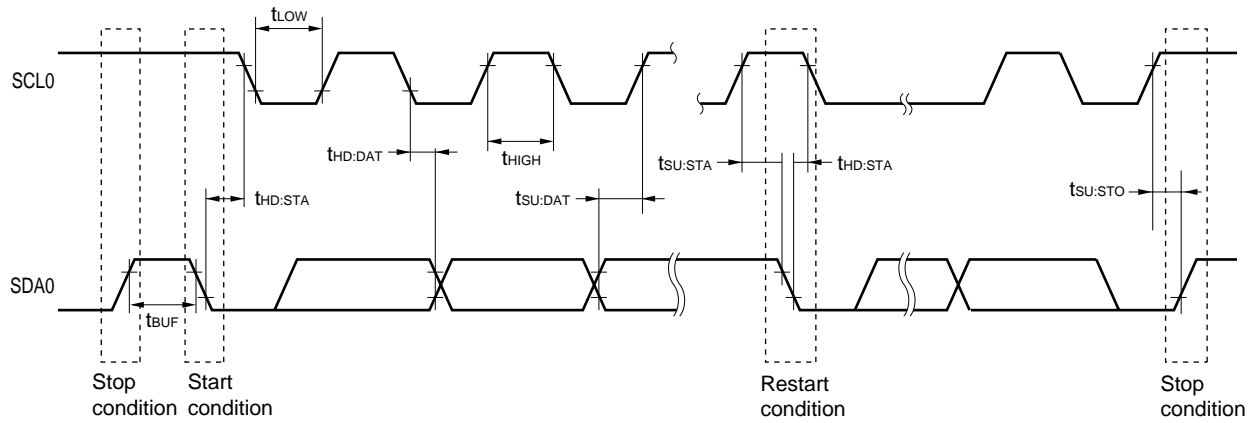 tLOW
SCL0
tHD:DAT
tHIGH
tSU:STA
tHD:STA
tHD:STA
tSU:DAT
tSU:STO
SDA0
tBUF
Stop
condition
Start
condition
Restart
condition
Stop
condition